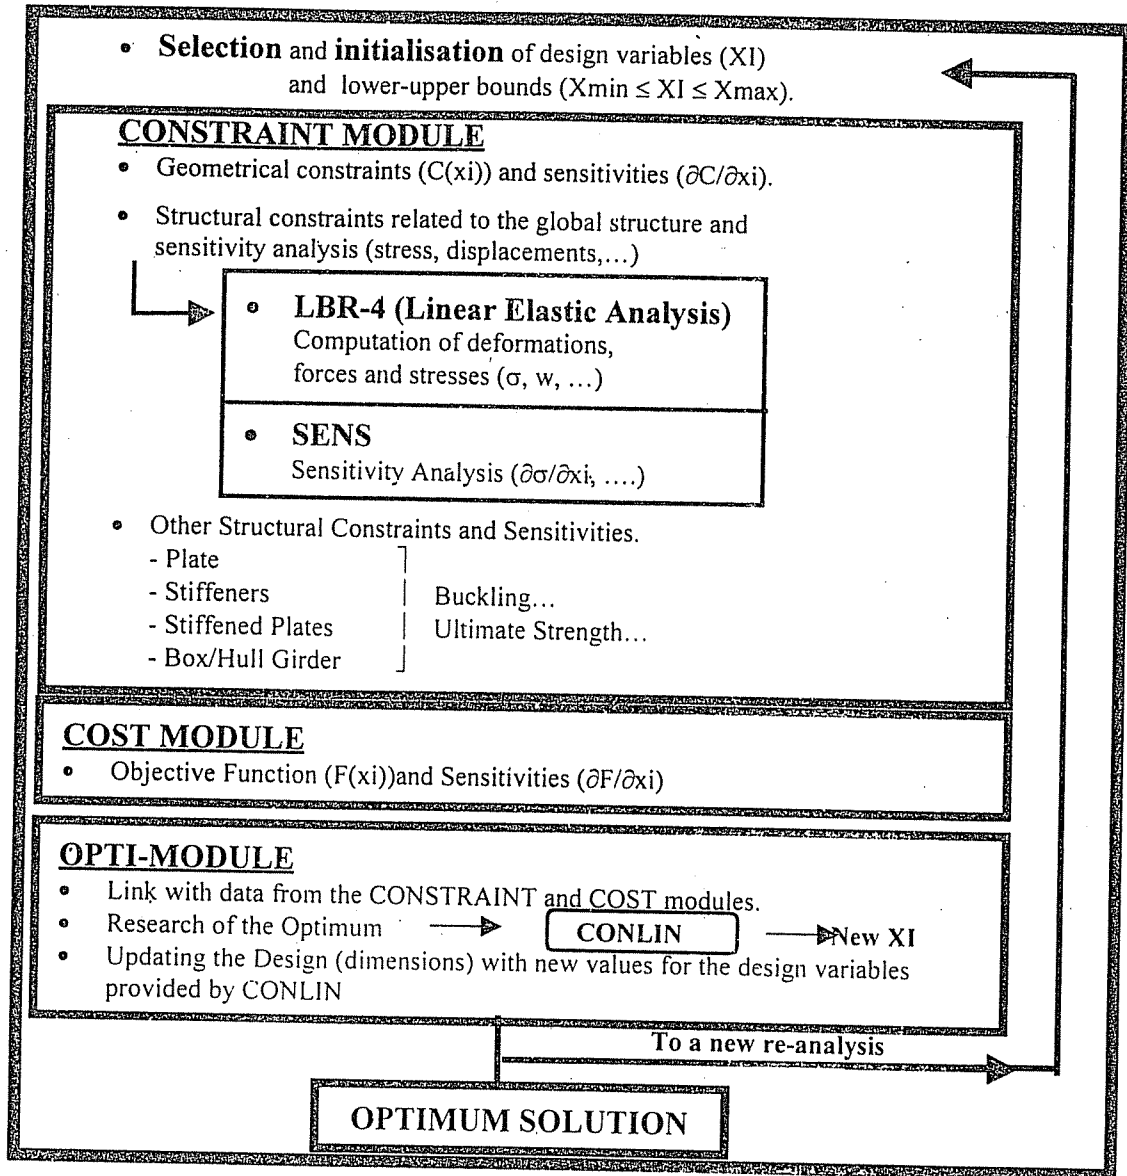 • Selection and initialisation of design variables (XI)
and lower-upper bounds (Xmin ≤ XI ≤ Xmax).
CONSTRAINT MODULE
• Geometrical constraints (C(xi)) and sensitivities (∂C/∂xi).
• Structural constraints related to the global structure and
sensitivity analysis (stress, displacements,...)
• LBR-4 (Linear Elastic Analysis)
Computation of deformations,
forces and stresses (σ, w, ...)
• SENS
Sensitivity Analysis (∂σ/∂xi, ....)
• Other Structural Constraints and Sensitivities.
- Plate
- Stiffeners Buckling...
- Stiffened Plates Ultimate Strength...
- Box/Hull Girder
COST MODULE
• Objective Function (F(xi))and Sensitivities (∂F/∂xi)
OPTI-MODULE
• Link with data from the CONSTRAINT and COST modules.
• Research of the Optimum CONLIN New XI
• Updating the Design (dimensions) with new values for the design variables
provided by CONLIN
To a new re-analysis
OPTIMUM SOLUTION